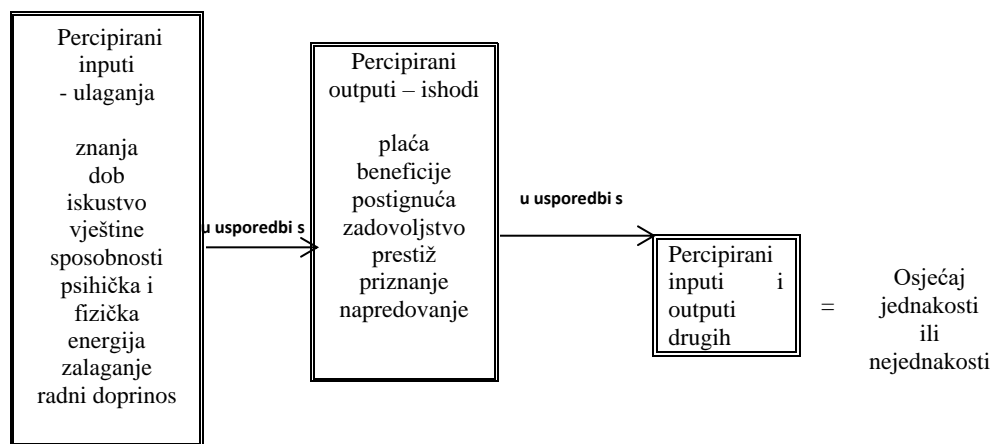 Percipirani
inputi
- ulaganja
znanja
dob
iskustvo
vještine
sposobnosti
psihička i
fizička
energija
zalaganje
radni doprinos
u usporedbi s
Percipirani
outputi – ishodi
plaća
beneficije
postignuća
zadovoljstvo
prestiž
priznanje
napredovanje
u usporedbi s
Percipirani
inputi i
outputi
drugih
=
Osjećaj
jednakosti
ili
nejednakosti